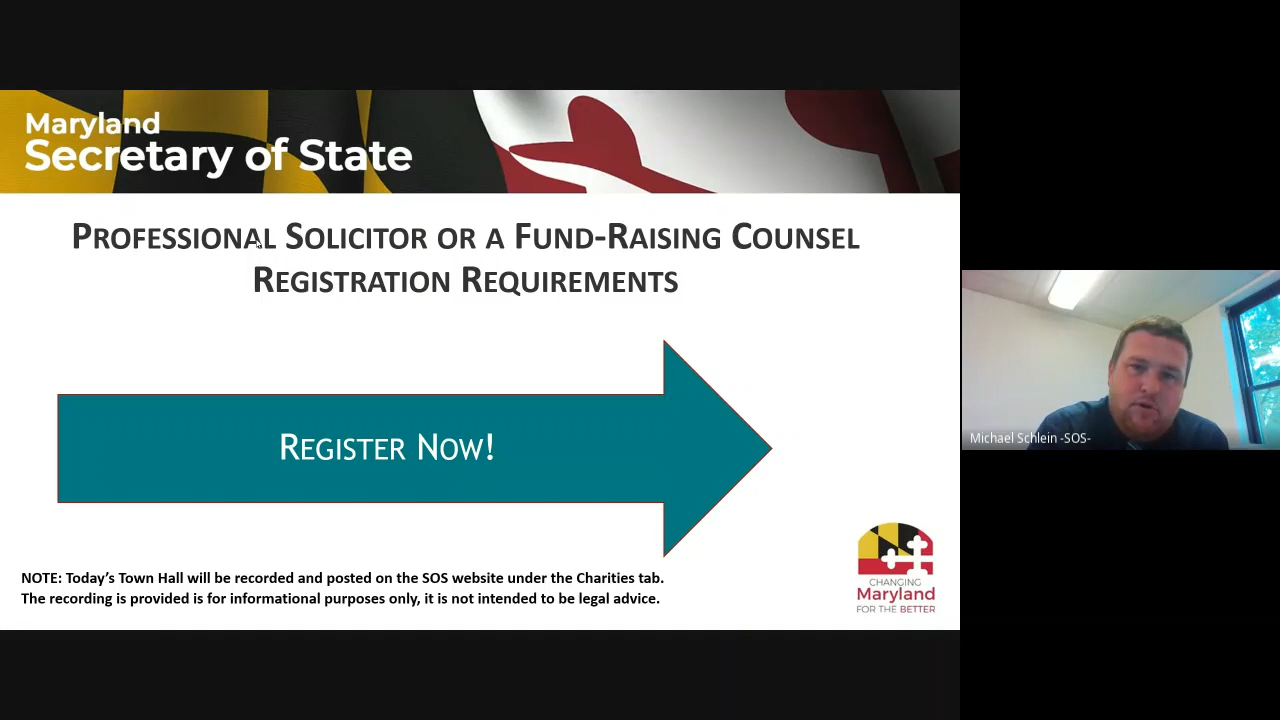 Maryland
Secretary of State
PROFESSIONAL SOLICITOR OR A FUND-RAISING COUNSEL
REGISTRATION REQUIREMENTS
REGISTER NOW!
NOTE: Today's Town Hall will be recorded and posted on the SOS website under the Charities tab.
The recording is provided is for informational purposes only, it is not intended to be legal advice.
CHANGING
Maryland
FOR THE BETTER
Michael Schlein -SOS-